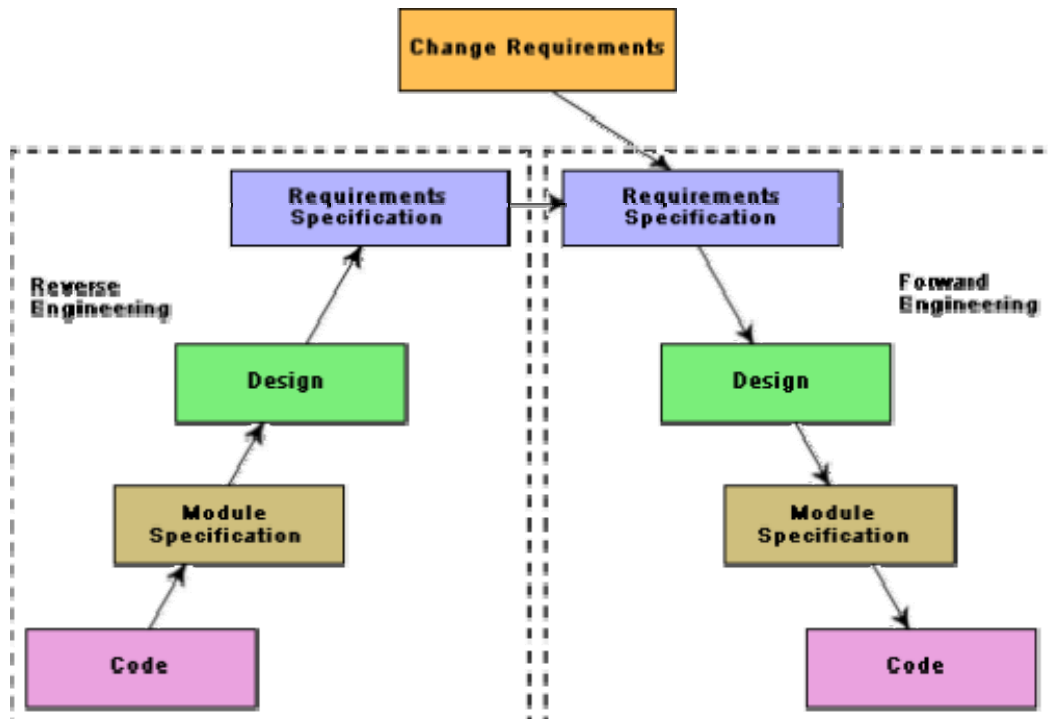 Change Requirements
Requirements
Specification
Requirements
Specification
Reverse
Engineering
Forward
Engineering
Design
Design
Module
Specification
Module
Specification
Code
Code